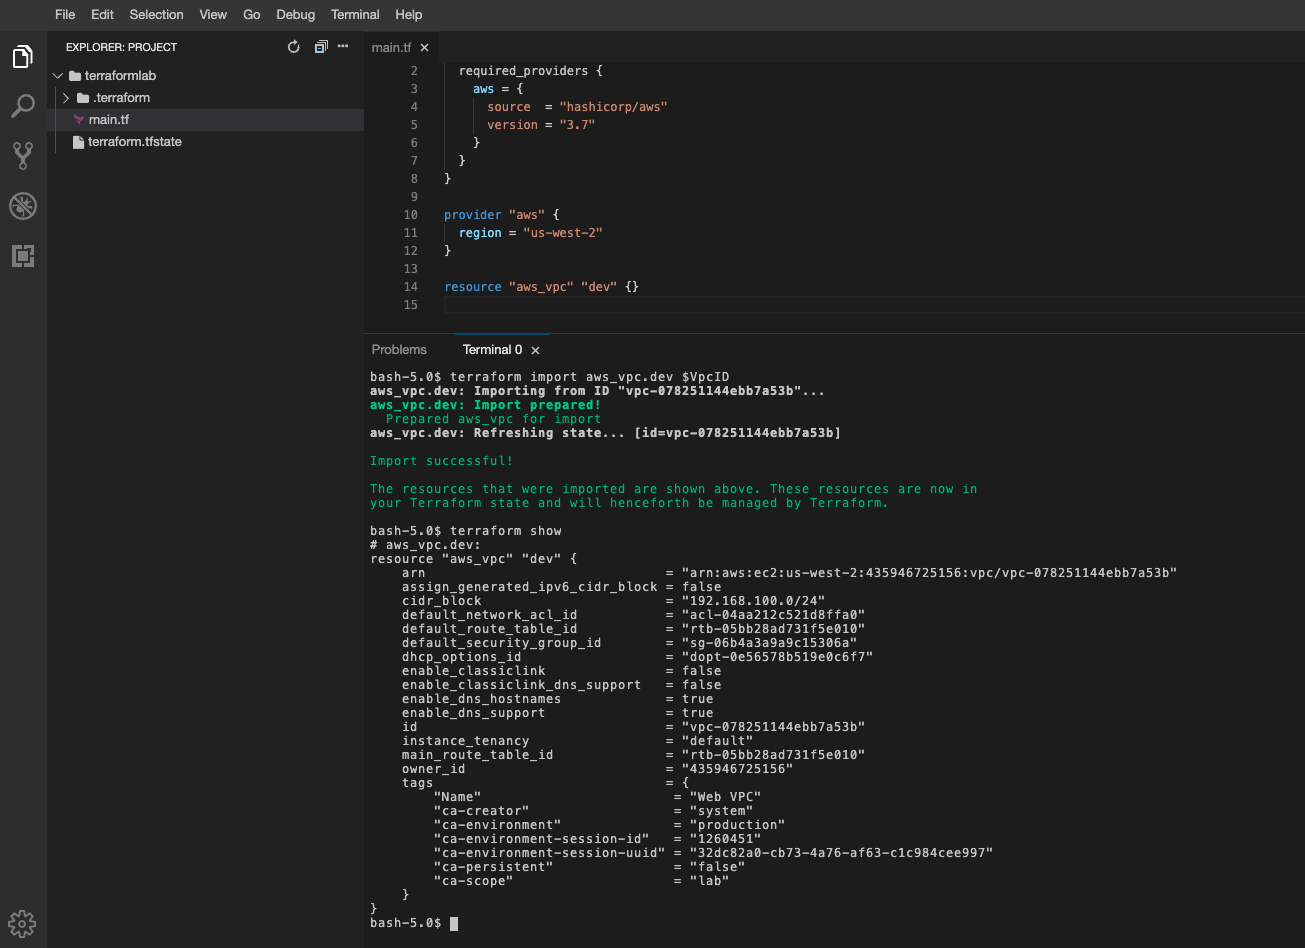 File Edit Selection View Go Debug Terminal Help
EXPLORER: PROJECT
terraformlab
.terraform
main.tf
terraform.tfstate
main.tf
2 required_providers {
3 aws = {
4 source  = "hashicorp/aws"
5 version = "3.7"
6 }
7 }
8 }
9
10 provider "aws" {
11 region = "us-west-2"
12 }
13
14 resource "aws_vpc" "dev" {}
15
Problems Terminal 0
bash-5.0$ terraform import aws_vpc.dev $VpcID
aws_vpc.dev: Importing from ID "vpc-078251144ebb7a53b"...
aws_vpc.dev: Import prepared!
Prepared aws_vpc for import
aws_vpc.dev: Refreshing state... [id=vpc-078251144ebb7a53b]
Import successful!
The resources that were imported are shown above. These resources are now in
your Terraform state and will henceforth be managed by Terraform.
bash-5.0$ terraform show
# aws_vpc.dev:
resource "aws_vpc" "dev" {
arn = "arn:aws:ec2:us-west-2:435946725156:vpc/vpc-078251144ebb7a53b"
assign_generated_ipv6_cidr_block = false
cidr_block = "192.168.100.0/24"
default_network_acl_id = "acl-04aa212c521d8ffa0"
default_route_table_id = "rtb-05bb28ad731f5e010"
default_security_group_id = "sg-06b4a3a9a9c15306a"
dhcp_options_id = "dopt-0e56578b519e0c6f7"
enable_classiclink = false
enable_classiclink_dns_support = false
enable_dns_hostnames = true
enable_dns_support = true
id = "vpc-078251144ebb7a53b"
instance_tenancy = "default"
main_route_table_id = "rtb-05bb28ad731f5e010"
owner_id = "435946725156"
tags = {
"Name" = "Web VPC"
"ca-creator" = "system"
"ca-environment" = "production"
"ca-environment-session-id" = "1260451"
"ca-environment-session-uuid" = "32dc82a0-cb73-4a76-af63-c1c984cee997"
"ca-persistent" = "false"
"ca-scope" = "lab"
}
}
bash-5.0$